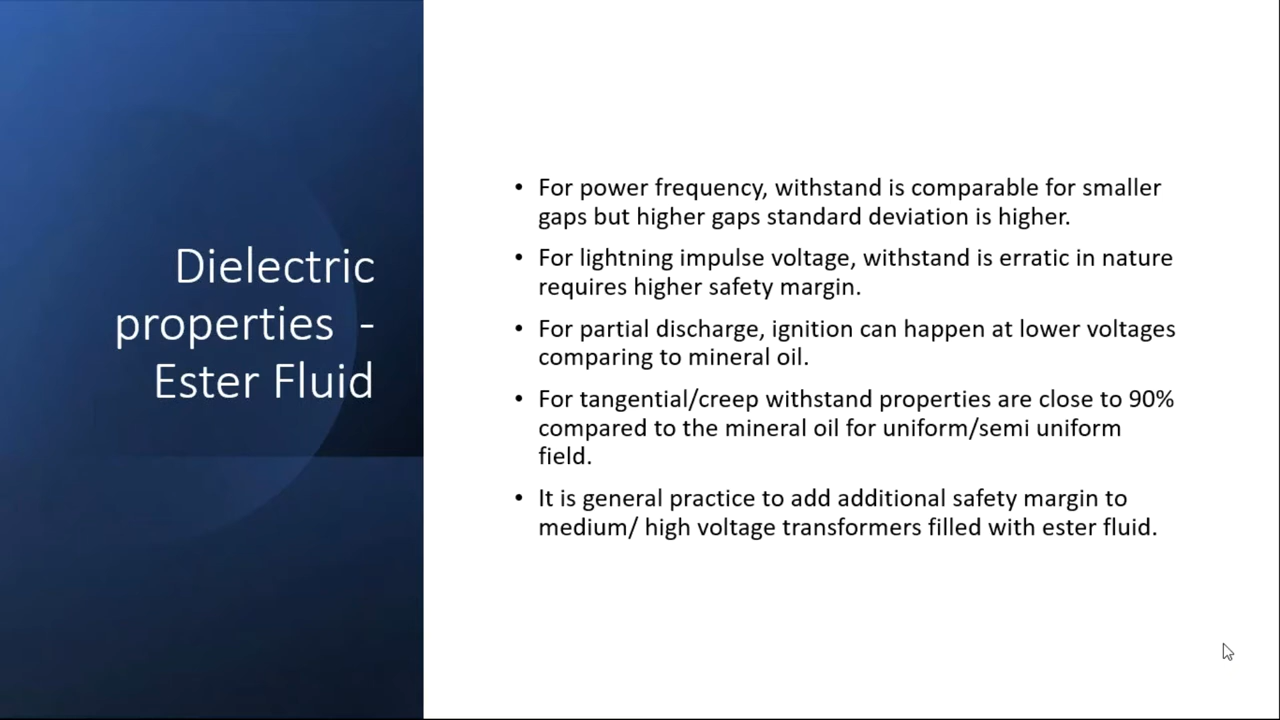 Dielectric
properties -
Ester Fluid
• For power frequency, withstand is comparable for smaller
gaps but higher gaps standard deviation is higher.
• For lightning impulse voltage, withstand is erratic in nature
requires higher safety margin.
• For partial discharge, ignition can happen at lower voltages
comparing to mineral oil.
• For tangential/creep withstand properties are close to 90%
compared to the mineral oil for uniform/semi uniform
field.
• It is general practice to add additional safety margin to
medium/ high voltage transformers filled with ester fluid.